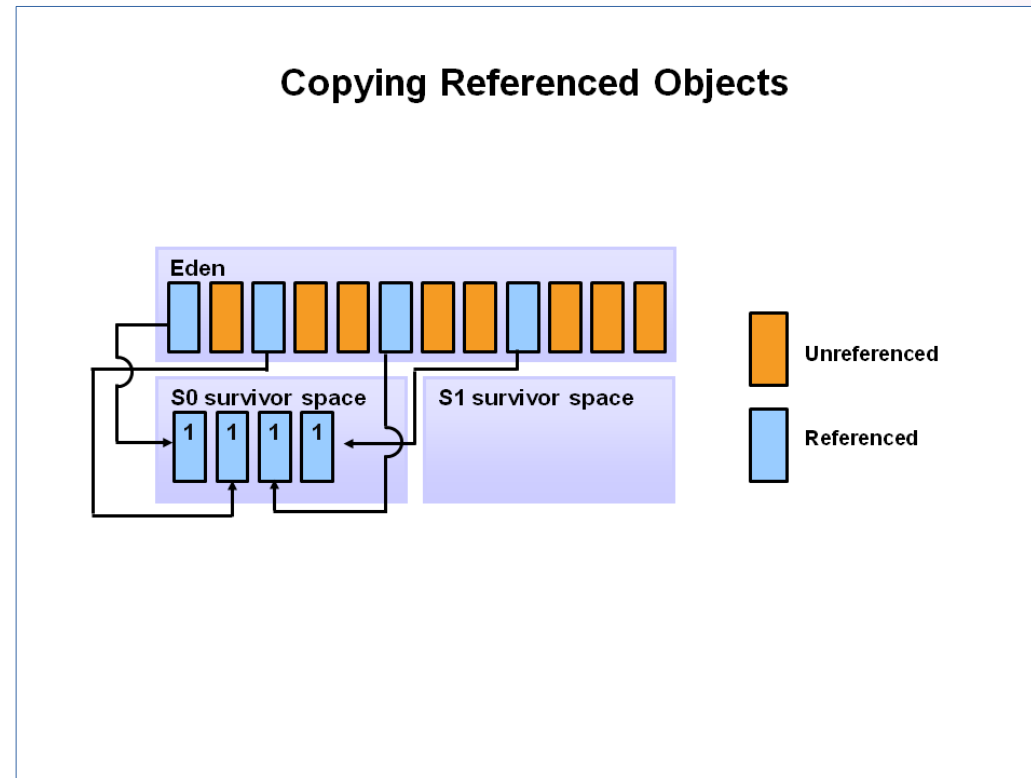 Copying Referenced Objects
Eden
S0 survivor space
S1 survivor space
1 1 1 1
Unreferenced
Referenced